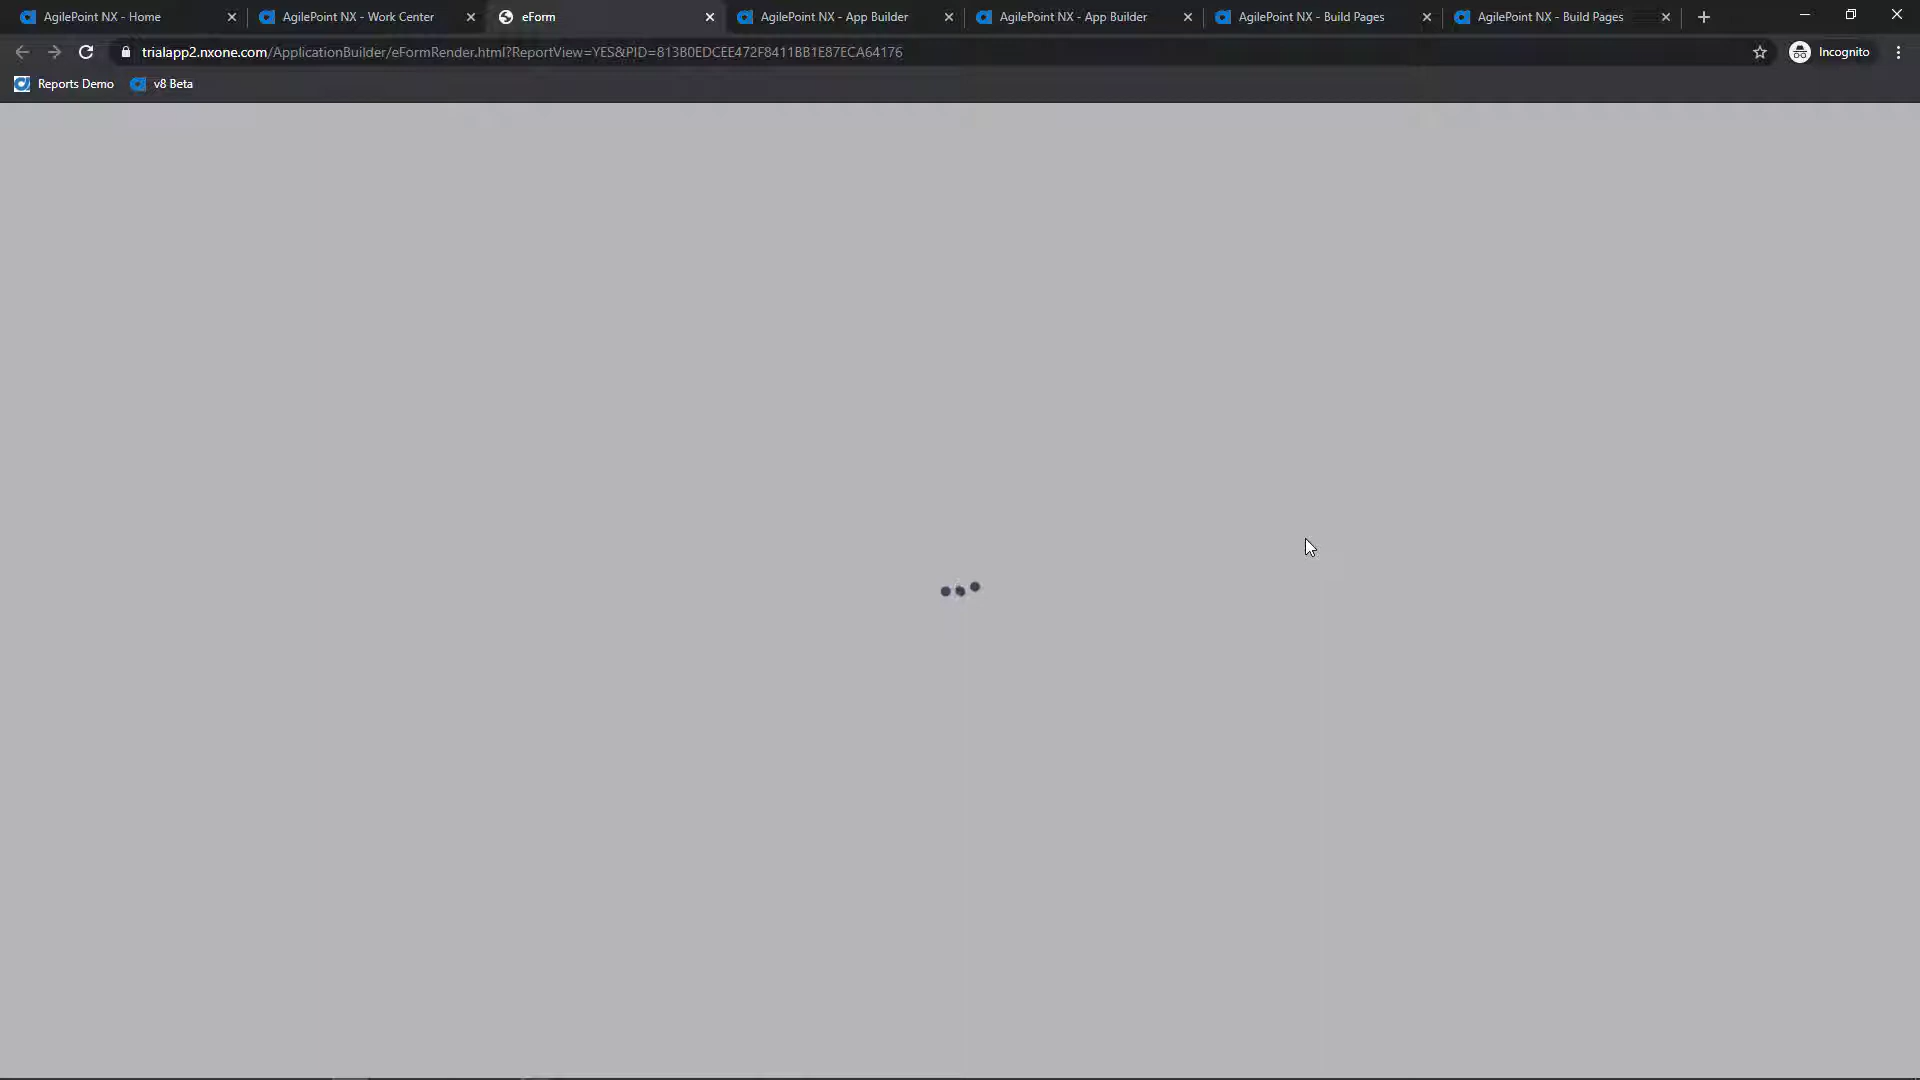 AgilePoint NX - Home
AgilePoint NX - Work Center
eForm
AgilePoint NX - App Builder
AgilePoint NX - App Builder
AgilePoint NX - Build Pages
AgilePoint NX - Build Pages
trialapp2.nxone.com/ApplicationBuilder/eFormRender.html?ReportView=YES&PID=813B0EDCEE472F8411BB1E87ECA64176
Incognito
Reports Demo
v8 Beta